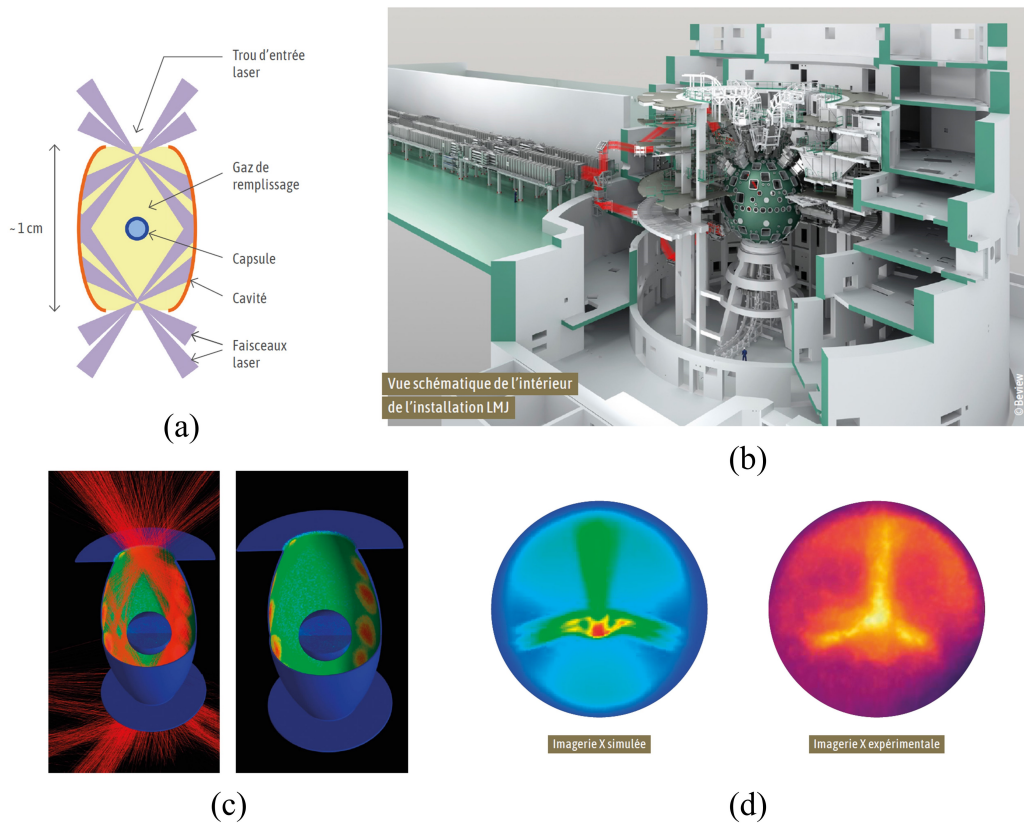 Trou d'entrée
laser
Gaz de
remplissage
~1 cm
Capsule
Cavité
Faisceaux
laser
(a)
Vue schématique de l'intérieur
de l'installation LMJ
© Beview
(b)
(c)
Imagerie X simulée
Imagerie X expérimentale
(d)